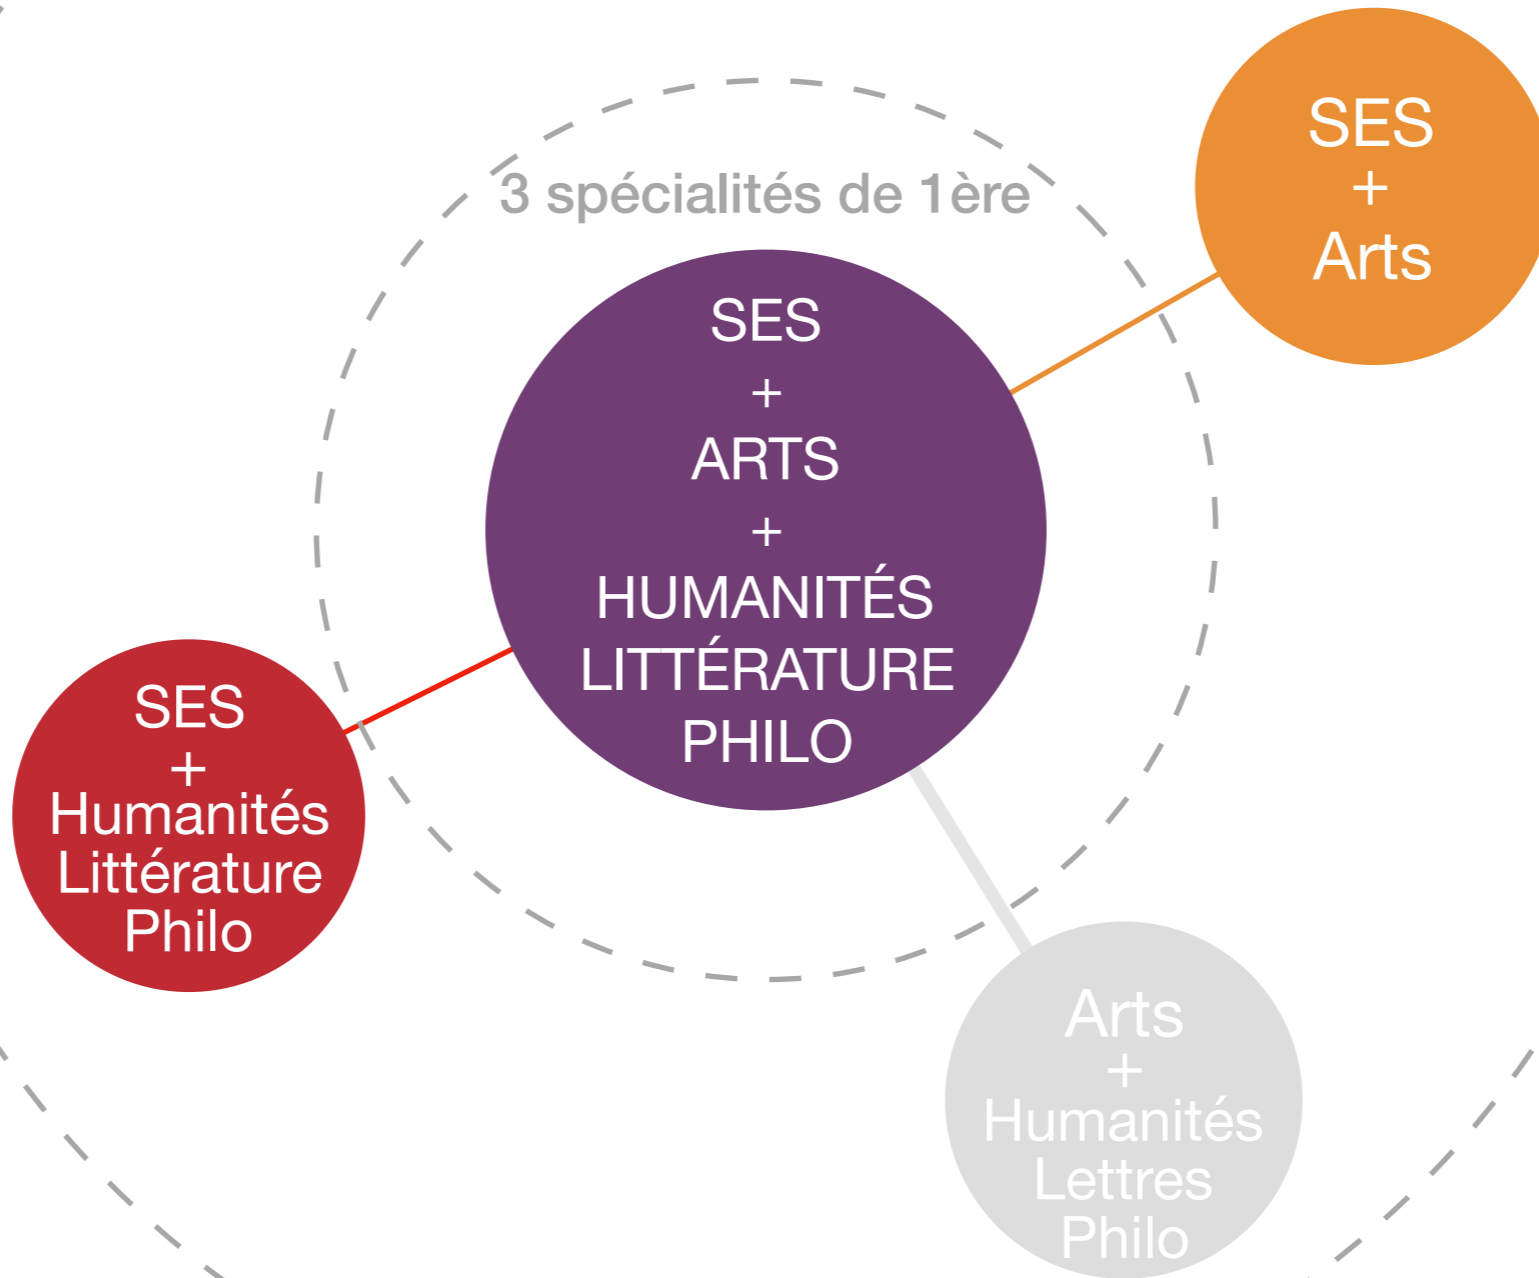 3 spécialités de 1ère
SES
+
ARTS
+
HUMANITÉS
LITTÉRATURE
PHILO
SES
+
Arts
SES
+
Humanités
Littérature
Philo
Arts
+
Humanités
Lettres
Philo